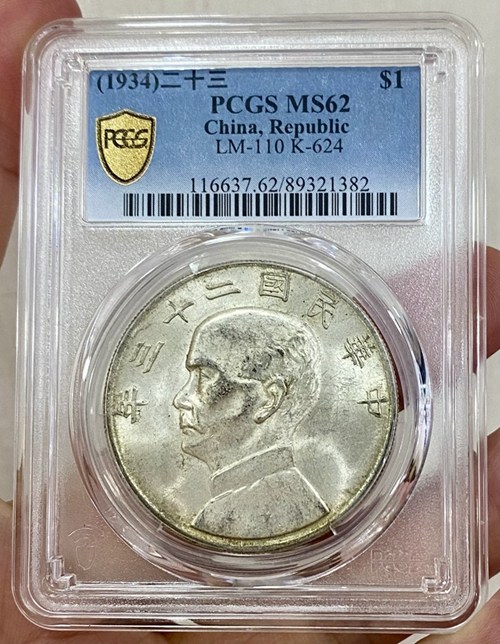 (1934)二十三 $1
PCGS MS62
China, Republic
LM-110 K-624
116637.62/89321382
PCGS
年三十二國民華中